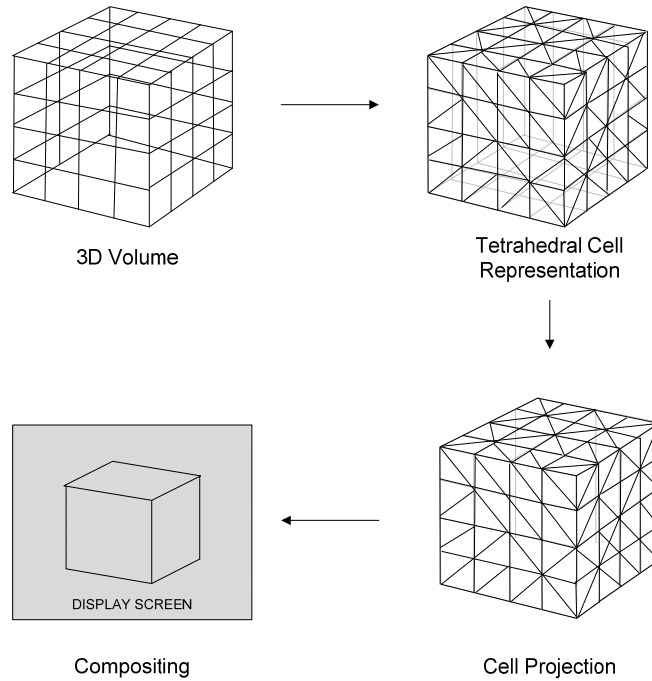 3D Volume
Tetrahedral Cell
Representation
DISPLAY SCREEN
Compositing
Cell Projection